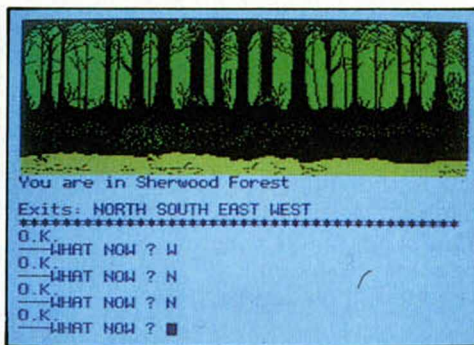 You are in Sherwood Forest
Exits: NORTH SOUTH EAST WEST
*************************************************
O.K.
——WHAT NOW ? W
O.K.
——WHAT NOW ? N
O.K.
——WHAT NOW ? N
O.K.
——WHAT NOW ?